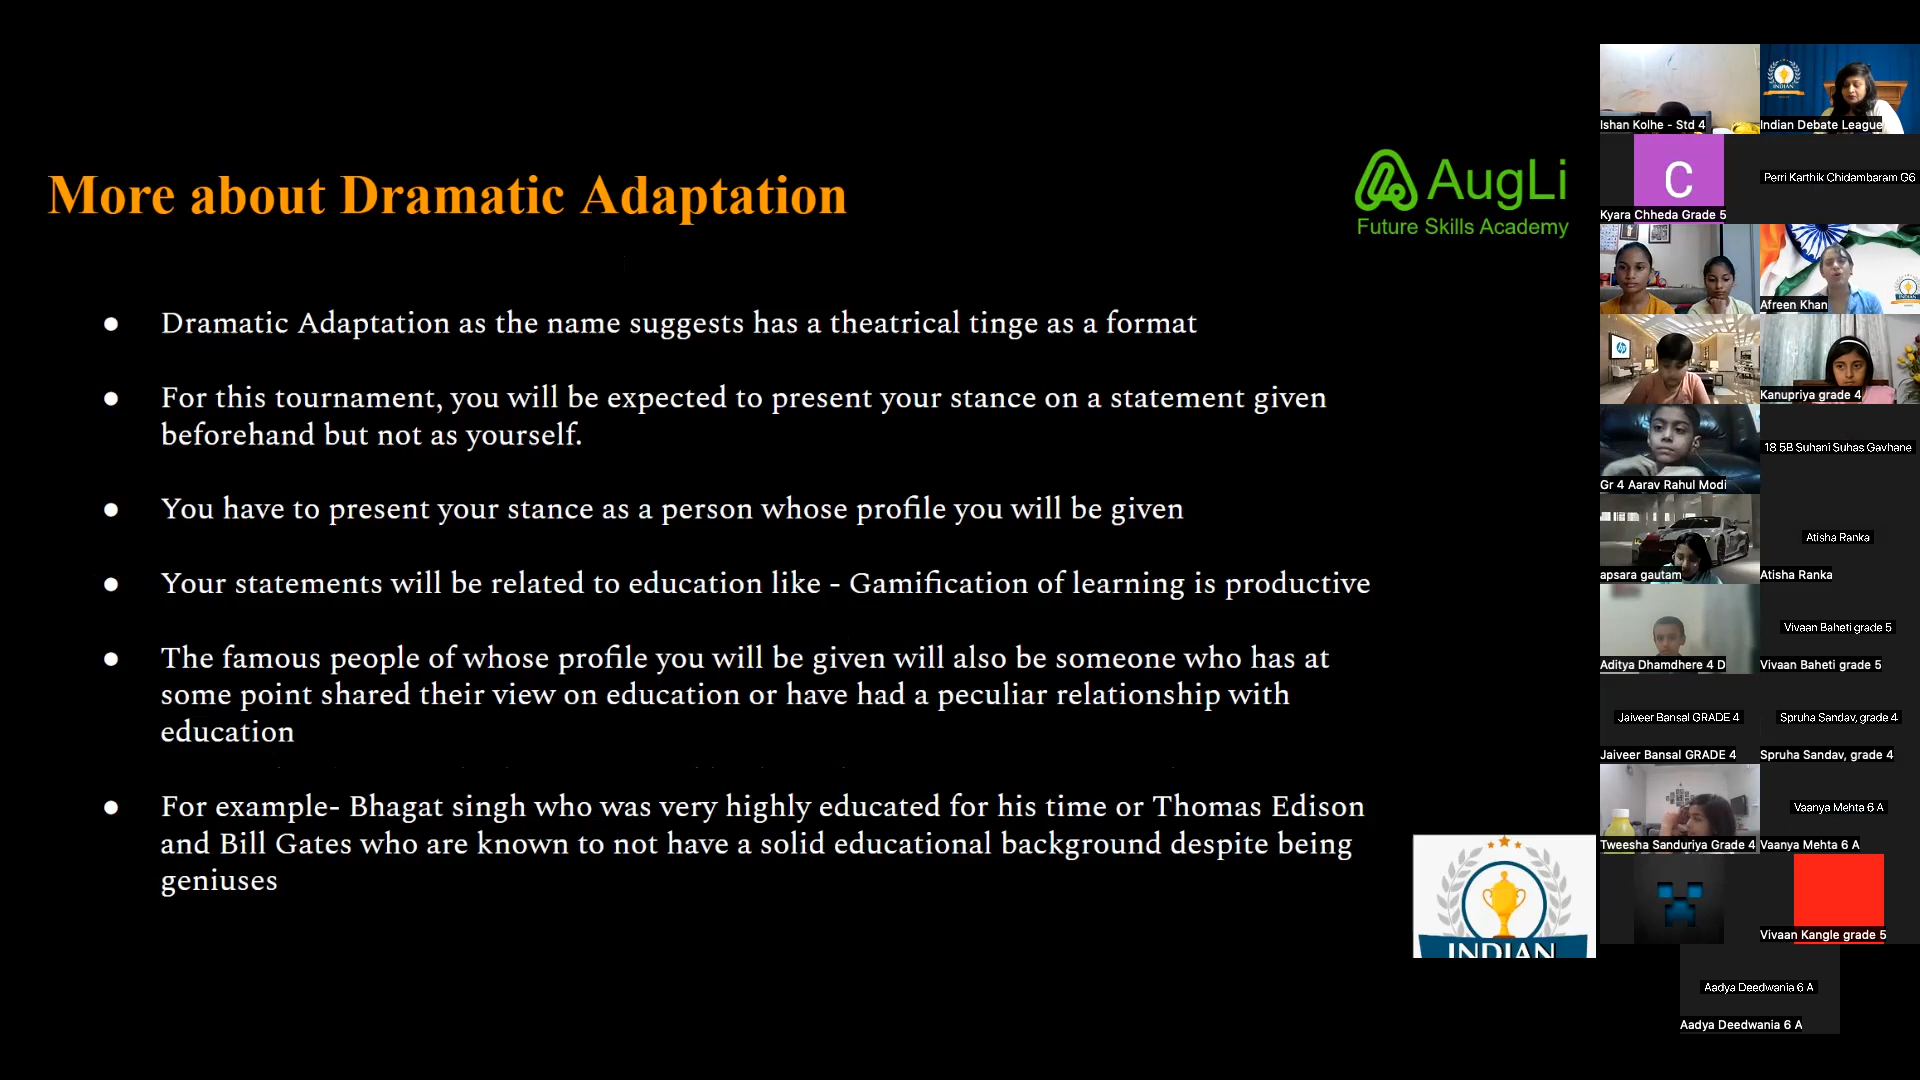 More about Dramatic Adaptation
AugLi
Future Skills Academy
● Dramatic Adaptation as the name suggests has a theatrical tinge as a format
● For this tournament, you will be expected to present your stance on a statement given
beforehand but not as yourself.
● You have to present your stance as a person whose profile you will be given
● Your statements will be related to education like - Gamification of learning is productive
● The famous people of whose profile you will be given will also be someone who has at
some point shared their view on education or have had a peculiar relationship with
education
● For example- Bhagat singh who was very highly educated for his time or Thomas Edison
and Bill Gates who are known to not have a solid educational background despite being
geniuses
INDIAN
Ishan Kolhe - Std 4
INDIAN
Indian Debate League
C
Kyara Chheda Grade 5
Perri Karthik Chidambaram G6
Afreen Khan
hp
Kanupriya grade 4
Gr 4 Aarav Rahul Modi
18 5B Suhani Suhas Gavhane
apsara gautam
Atisha Ranka
Atisha Ranka
Aditya Dhamdhere 4 D
Vivaan Baheti grade 5
Vivaan Baheti grade 5
Jaiveer Bansal GRADE 4
Jaiveer Bansal GRADE 4
Spruha Sandav, grade 4
Spruha Sandav, grade 4
Tweesha Sanduriya Grade 4
Vaanya Mehta 6 A
Vaanya Mehta 6 A
Vivaan Kangle grade 5
Aadya Deedwania 6 A
Aadya Deedwania 6 A